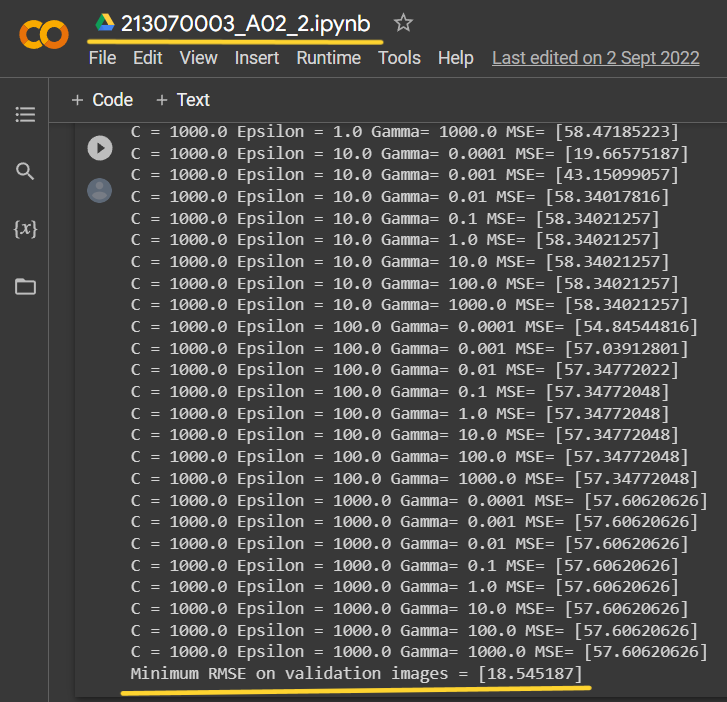 213070003_A02_2.ipynb
File Edit View Insert Runtime Tools Help Last edited on 2 Sept 2022
+ Code + Text
C = 1000.0 Epsilon = 1.0 Gamma= 1000.0 MSE= [58.47185223]
C = 1000.0 Epsilon = 10.0 Gamma= 0.0001 MSE= [19.66575187]
C = 1000.0 Epsilon = 10.0 Gamma= 0.001 MSE= [43.15099057]
C = 1000.0 Epsilon = 10.0 Gamma= 0.01 MSE= [58.34017816]
C = 1000.0 Epsilon = 10.0 Gamma= 0.1 MSE= [58.34021257]
C = 1000.0 Epsilon = 10.0 Gamma= 1.0 MSE= [58.34021257]
C = 1000.0 Epsilon = 10.0 Gamma= 10.0 MSE= [58.34021257]
C = 1000.0 Epsilon = 10.0 Gamma= 100.0 MSE= [58.34021257]
C = 1000.0 Epsilon = 10.0 Gamma= 1000.0 MSE= [58.34021257]
C = 1000.0 Epsilon = 100.0 Gamma= 0.0001 MSE= [54.84544816]
C = 1000.0 Epsilon = 100.0 Gamma= 0.001 MSE= [57.03912801]
C = 1000.0 Epsilon = 100.0 Gamma= 0.01 MSE= [57.34772022]
C = 1000.0 Epsilon = 100.0 Gamma= 0.1 MSE= [57.34772048]
C = 1000.0 Epsilon = 100.0 Gamma= 1.0 MSE= [57.34772048]
C = 1000.0 Epsilon = 100.0 Gamma= 10.0 MSE= [57.34772048]
C = 1000.0 Epsilon = 100.0 Gamma= 100.0 MSE= [57.34772048]
C = 1000.0 Epsilon = 100.0 Gamma= 1000.0 MSE= [57.34772048]
C = 1000.0 Epsilon = 1000.0 Gamma= 0.0001 MSE= [57.60620626]
C = 1000.0 Epsilon = 1000.0 Gamma= 0.001 MSE= [57.60620626]
C = 1000.0 Epsilon = 1000.0 Gamma= 0.01 MSE= [57.60620626]
C = 1000.0 Epsilon = 1000.0 Gamma= 0.1 MSE= [57.60620626]
C = 1000.0 Epsilon = 1000.0 Gamma= 1.0 MSE= [57.60620626]
C = 1000.0 Epsilon = 1000.0 Gamma= 10.0 MSE= [57.60620626]
C = 1000.0 Epsilon = 1000.0 Gamma= 100.0 MSE= [57.60620626]
C = 1000.0 Epsilon = 1000.0 Gamma= 1000.0 MSE= [57.60620626]
Minimum RMSE on validation images = [18.545187]
{x}